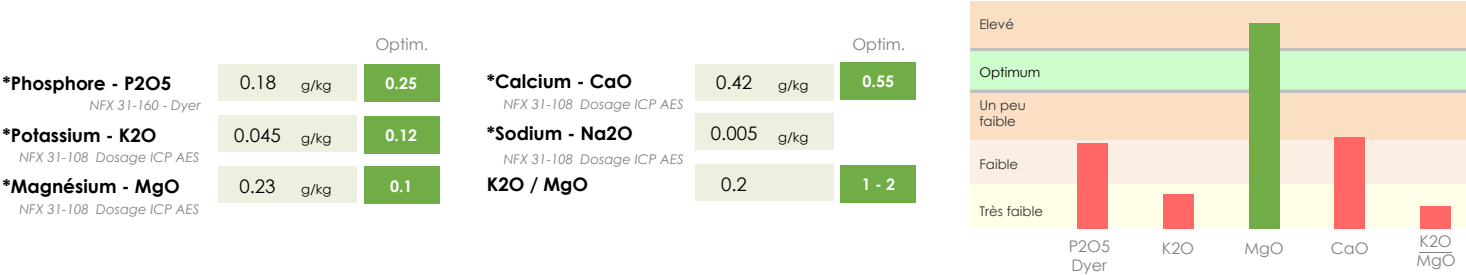 Optim.
*Phosphore - P2O5 0.18 g/kg 0.25
NFX 31-160 - Dyer
*Potassium - K2O 0.045 g/kg 0.12
NFX 31-108 Dosage ICP AES
*Magnésium - MgO 0.23 g/kg 0.1
NFX 31-108 Dosage ICP AES
Optim.
*Calcium - CaO 0.42 g/kg 0.55
NFX 31-108 Dosage ICP AES
*Sodium - Na2O 0.005 g/kg
NFX 31-108 Dosage ICP AES
K2O / MgO 0.2 1 - 2
Elevé
Optimum
Un peu
faible
Faible
Très faible
P2O5
Dyer
K2O
MgO
CaO
K2O
MgO